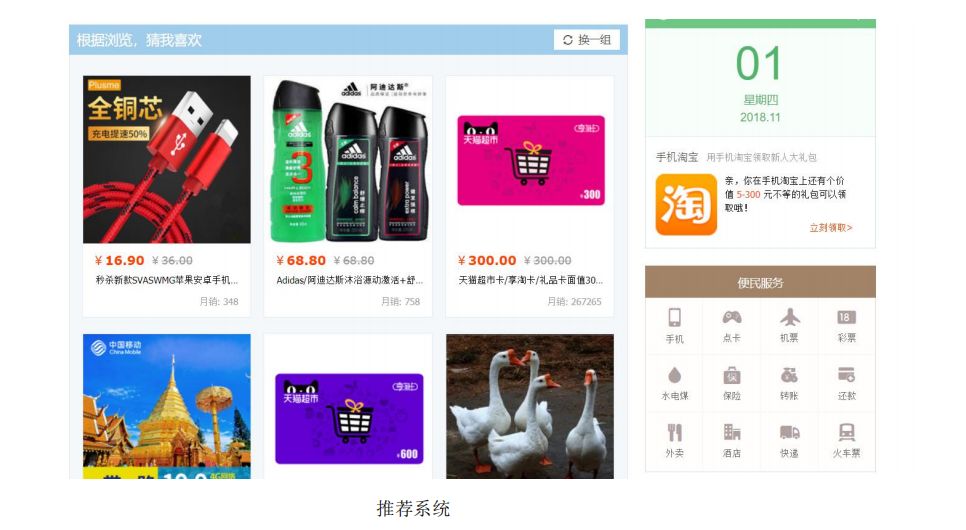 根据浏览，猜我喜欢
换一组
Plusme
全铜芯
充电提速50%
¥16.90 ¥36.00
秒杀新款SVASWMG苹果安卓手机...
月销: 348
adidas
阿迪达斯®
adidas
3
adidas
adidas
¥68.80 ¥68.80
Adidas/阿迪达斯沐浴源动激活+舒...
月销: 758
天猫超市
享淘卡
¥300
¥300.00 ¥300.00
天猫超市卡/享淘卡/礼品卡面值30...
月销: 267265
中国移动
China Mobile
4G网络
天猫超市
享淘卡
¥600
01
星期四
2018.11
手机淘宝 用手机淘宝领取新人大礼包
淘
亲，你在手机淘宝上还有个价
值 5-300 元不等的礼包可以领
取哦！
立刻领取>
便民服务
18
手机 点卡 机票 彩票
保
水电煤 保险 转账 还款
外卖 酒店 快递 火车票
推荐系统